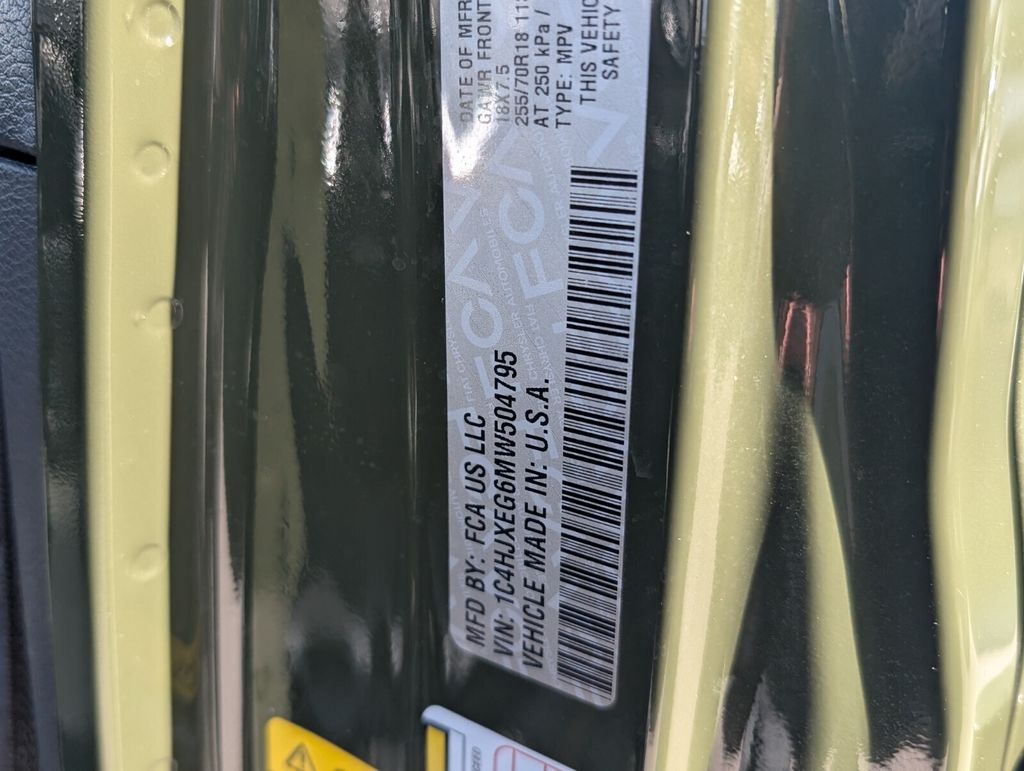 MFD BY: FCA US LLC
DATE OF MFR
GAWR FRONT
18X7.5
255/70R18 113
AT 250 kPa /
VIN: 1C4HJXEG6MW504795
TYPE: MPV
VEHICLE MADE IN: U.S.A.
THIS VEHIC
SAFETY